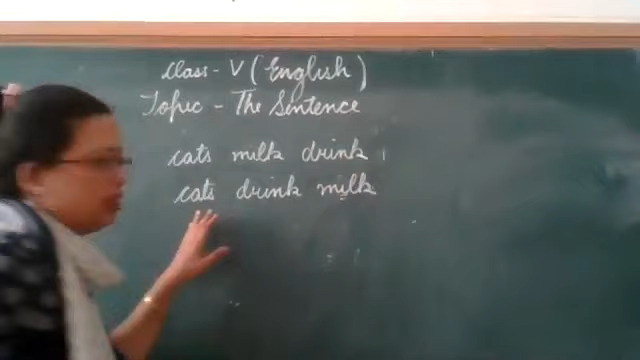 Class - V (English)
Topic - The Sentence
cats milk drink
cats drink milk